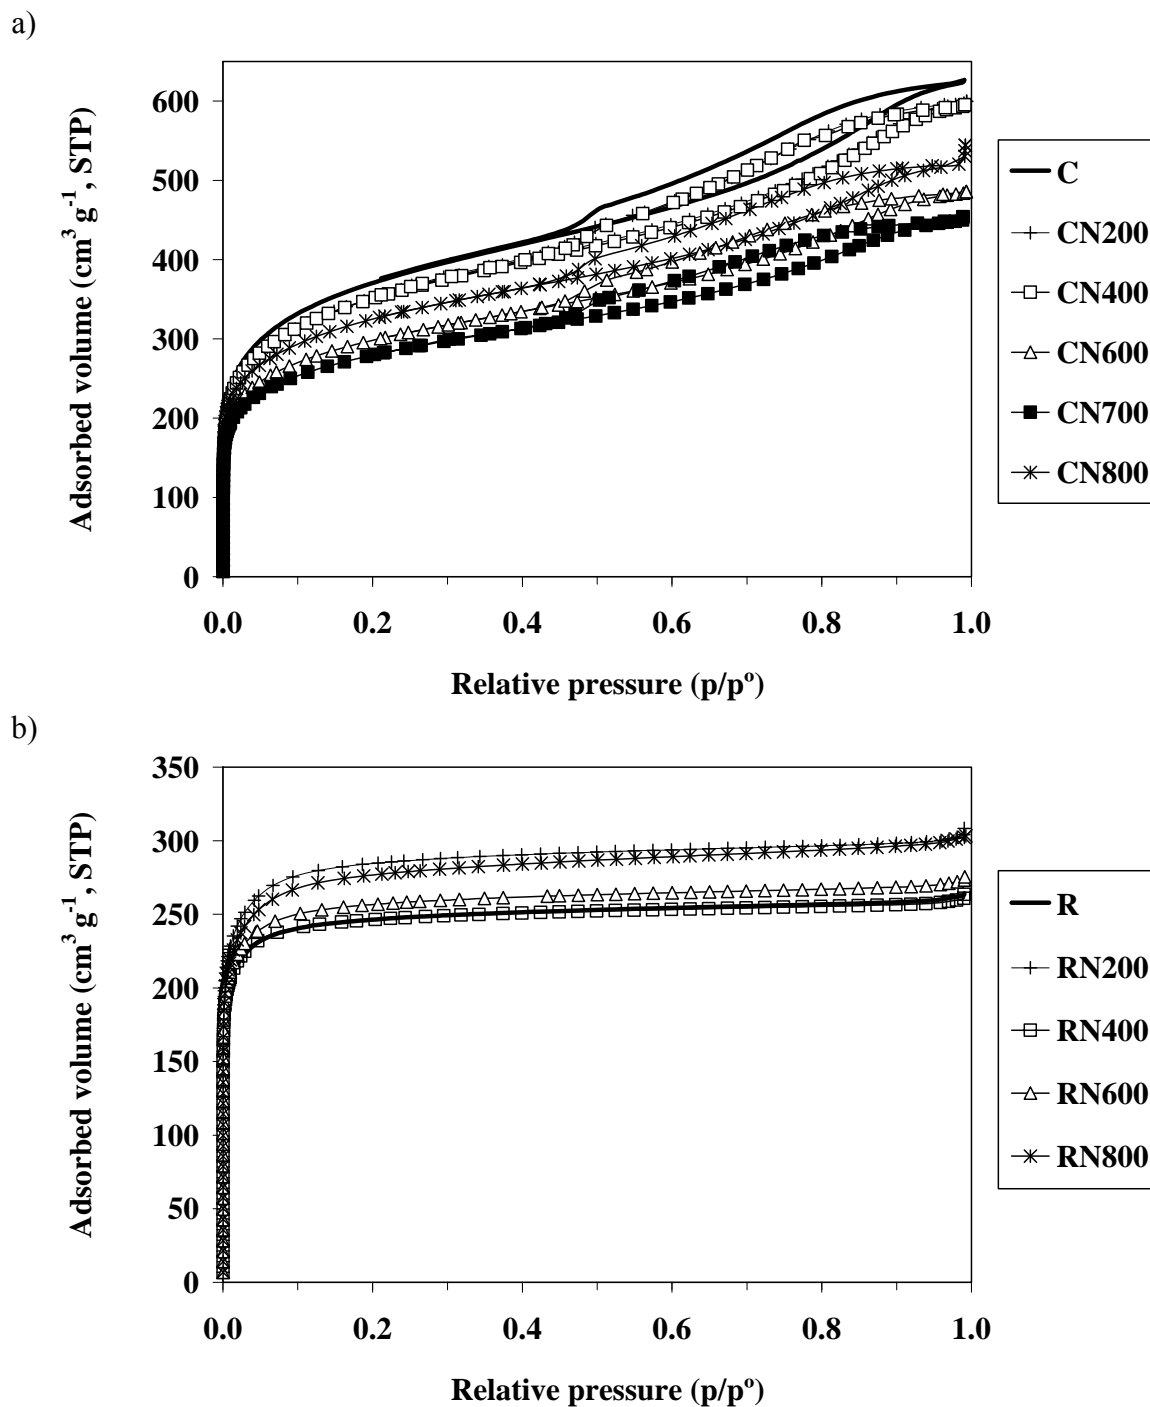 a)
Adsorbed volume (cm³ g⁻¹, STP)
600
500
400
300
200
100
0
0.0 0.2 0.4 0.6 0.8 1.0
Relative pressure (p/pº)
C
CN200
CN400
CN600
CN700
CN800
b)
Adsorbed volume (cm³ g⁻¹, STP)
350
300
250
200
150
100
50
0
0.0 0.2 0.4 0.6 0.8 1.0
Relative pressure (p/pº)
R
RN200
RN400
RN600
RN800